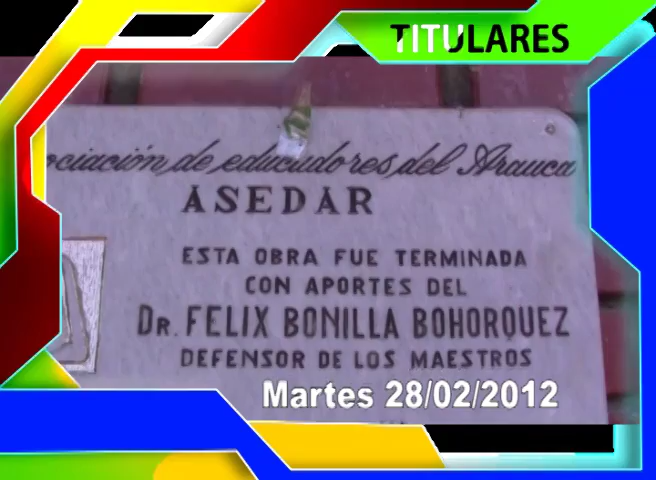 TITULARES
ociación de educadores del Arauca
ASEDAR
ESTA OBRA FUE TERMINADA
CON APORTES DEL
DR. FELIX BONILLA BOHORQUEZ
DEFENSOR DE LOS MAESTROS
Martes 28/02/2012